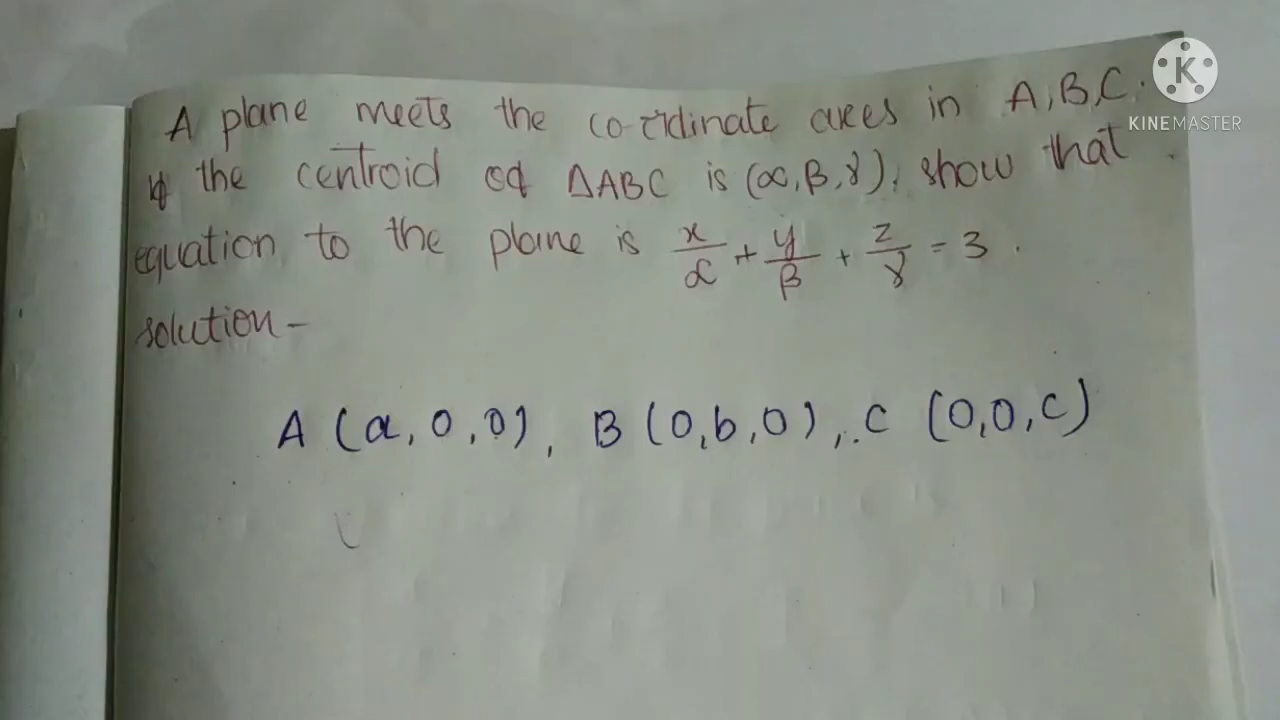 A plane meets the co-ordinate axes in A,B,C.
If the centroid of ΔABC is (α,β,γ), show that
equation to the plane is x/α + y/β + z/γ = 3.
solution-
A (a,0,0), B (0,b,0), C (0,0,c)
K
KINEMASTER